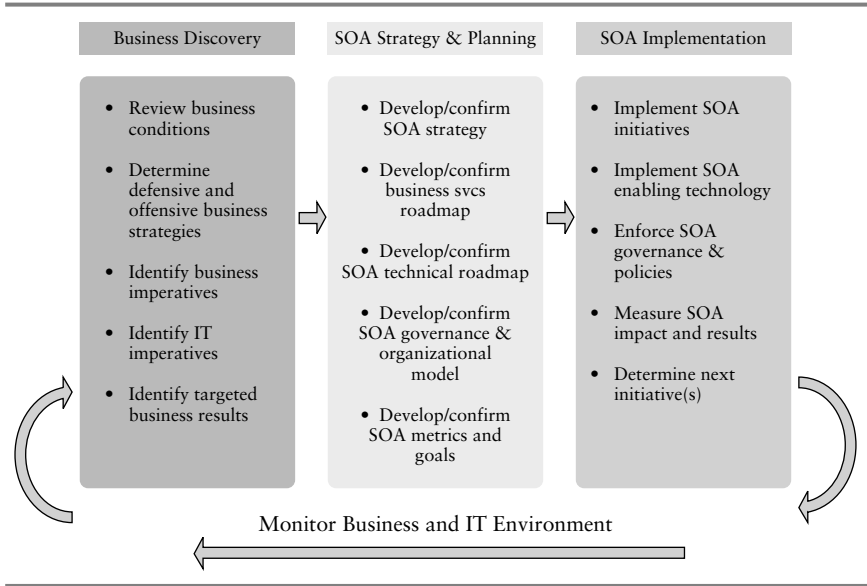 Business Discovery
• Review business
conditions
• Determine
defensive and
offensive business
strategies
• Identify business
imperatives
• Identify IT
imperatives
• Identify targeted
business results
SOA Strategy & Planning
• Develop/confirm
SOA strategy
• Develop/confirm
business svcs
roadmap
• Develop/confirm
SOA technical roadmap
• Develop/confirm
SOA governance &
organizational
model
• Develop/confirm
SOA metrics and
goals
SOA Implementation
• Implement SOA
initiatives
• Implement SOA
enabling technology
• Enforce SOA
governance &
policies
• Measure SOA
impact and results
• Determine next
initiative(s)
Monitor Business and IT Environment